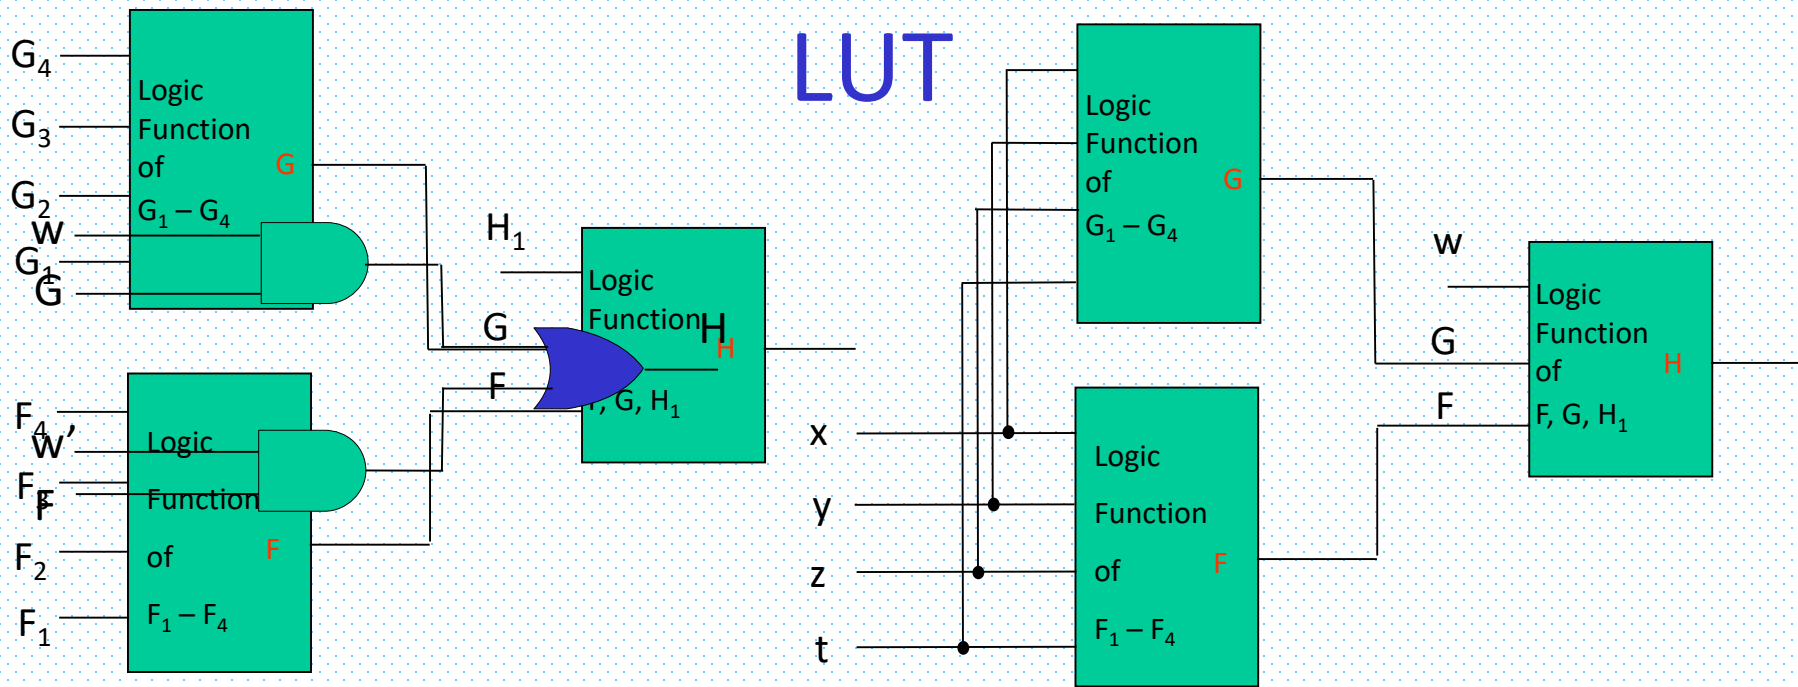 LUT
G4
G3
G2
w
G1
G
Logic
Function
of
G1 – G4
G
F4
w’
F3
F
F2
F1
Logic
Function
of
F1 – F4
F
H1
G
F
Logic
Function
F, G, H1
H
H
x
y
z
t
Logic
Function
of
G1 – G4
G
Logic
Function
of
F1 – F4
F
w
G
F
Logic
Function
of
F, G, H1
H